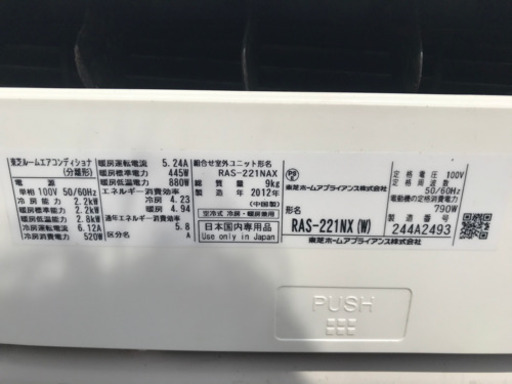 東芝ルームエアコンディショナ
(分離形)
電源
単相 100V 50/60Hz
冷房能力 2.2kW
暖房標準能力 2.2kW
暖房低温能力 2.8kW
冷房運転電流 6.12A
冷房消費電力 520W
暖房運転電流 5.24A
暖房標準電力 445W
暖房低温電力 880W
エネルギー消費効率
冷房 4.23
暖房 4.94
通年エネルギー消費効率
5.8
区分名 A
組合せ室外ユニット形名
RAS-221NAX
総質量 9kg
製造年 2012年
(中国製)
空冷式 冷房・暖房兼用
日本国内専用品
Use only in Japan
PS E
東芝ホームアプライアンス株式会社
形名
RAS-221NX(W)
東芝ホームアプライアンス株式会社
定格電圧 100V
定格周波数
50/60Hz
電動機の定格消費電力
790W
製造番号
244A2493
PUSH